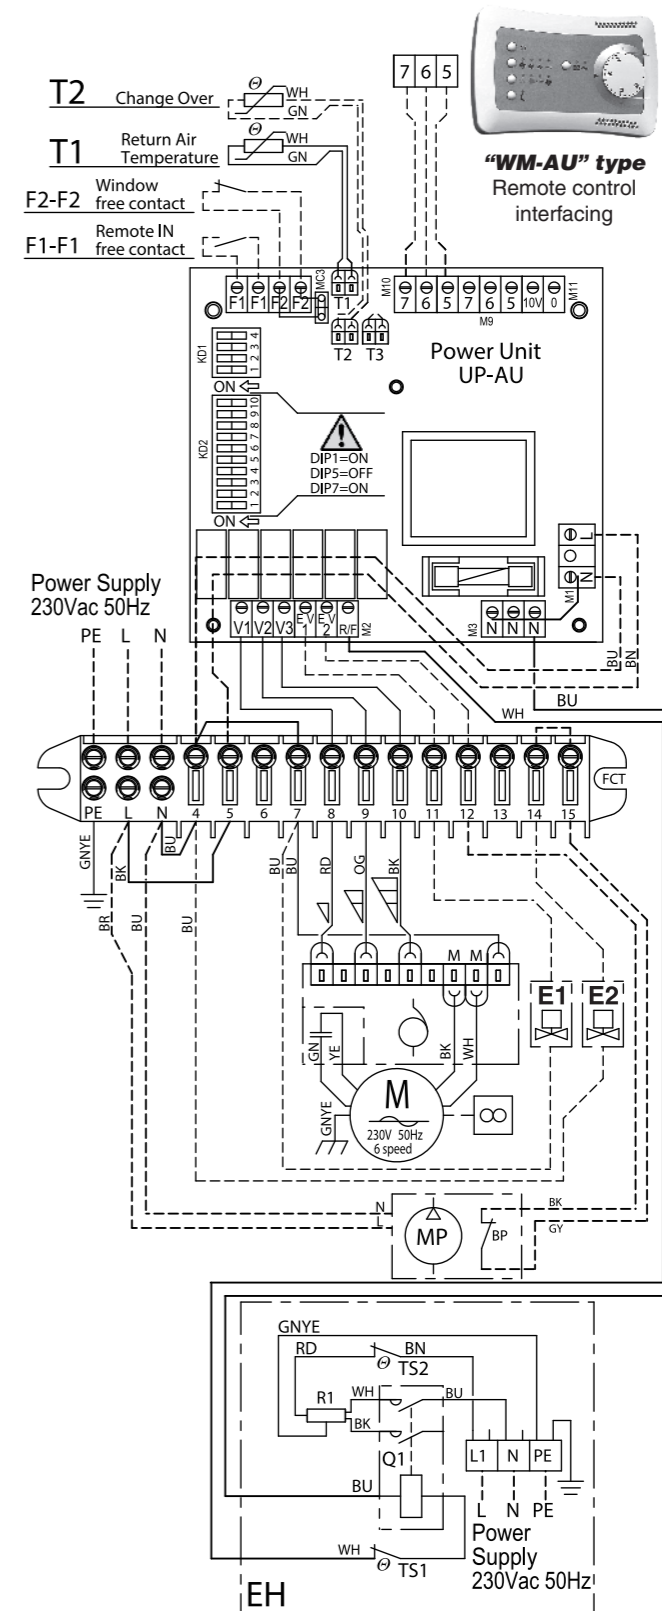 T2 Change Over
WH
GN
T1 Return Air
Temperature
WH
GN
F2-F2 Window
free contact
F1-F1 Remote IN
free contact
7 6 5
"WM-AU" type
Remote control
interfacing
F1 F1 F2 F2
MC3
T1
M10
7 6 5 7 6 5 10V 0
M11
M9
T2 T3
Power Unit
UP-AU
KD1
1 2 3 4
ON
KD2
1 2 3 4 5 6 7 8 9 10
ON
DIP1=ON
DIP5=OFF
DIP7=ON
L
N
M1
M3
N N N
V1 V2 V3 EV1 EV2 R/F
M2
BU
BN
BU
WH
Power Supply
230Vac 50Hz
PE L N
FCT
PE L N 4 5 6 7 8 9 10 11 12 13 14 15
GNYE
BK
BU
BR
BU
BU
BU
BU
RD
OG
BK
M M
E1 E2
GN
YE
BK
WH
GNYE
M
230V 50Hz
6 speed
N
L
MP
BP
BK
GY
GNYE
RD
BN
Θ TS2
R1
WH
BU
BK
Q1
L1 N PE
BU
L N PE
WH
Θ TS1
Power
Supply
230Vac 50Hz
EH